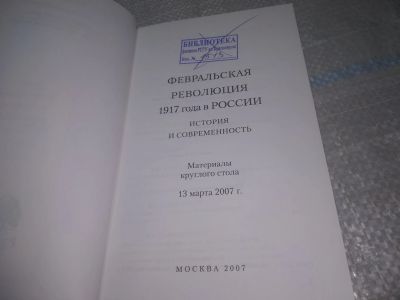 БИБЛИОТЕКА
ФЕВРАЛЬСКАЯ
РЕВОЛЮЦИЯ
1917 года в РОССИИ
ИСТОРИЯ
И СОВРЕМЕННОСТЬ
Материалы
круглого стола
13 марта 2007 г.
МОСКВА 2007